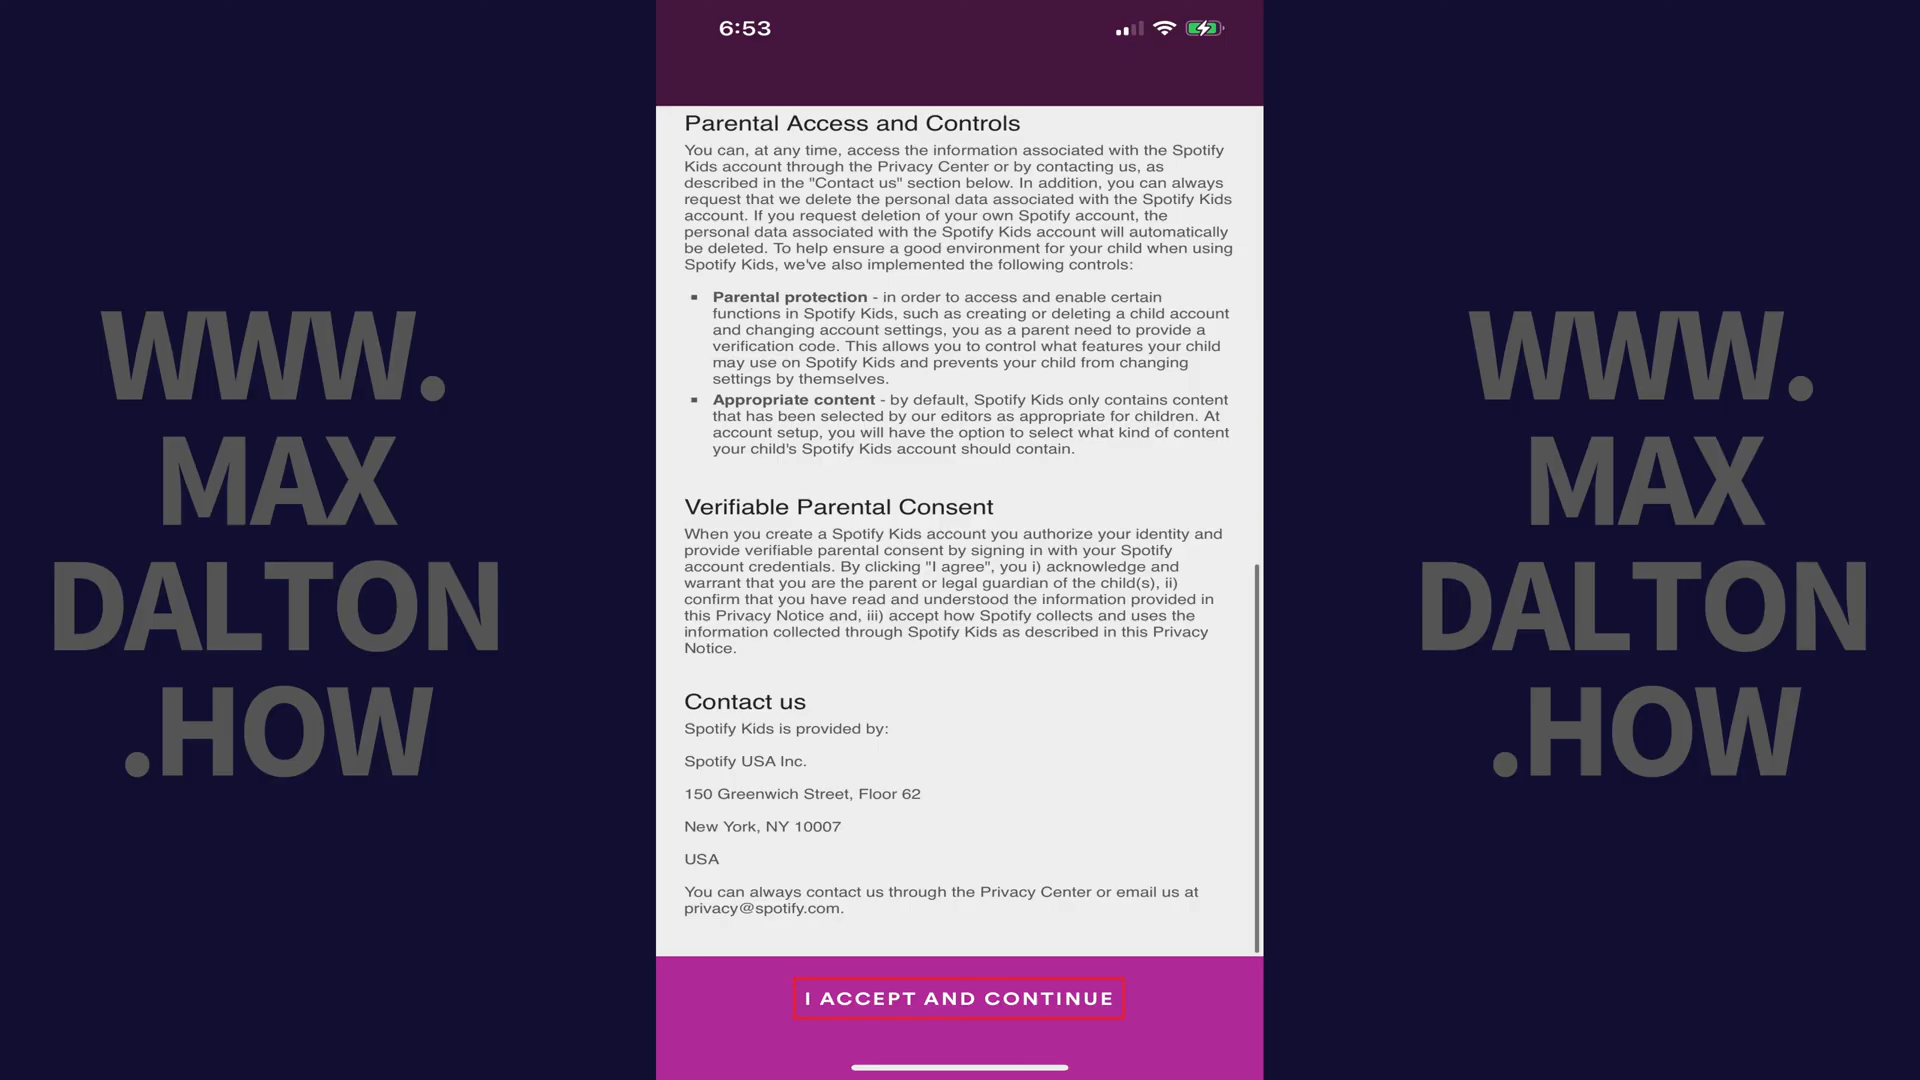 6:53
WWW.
MAX
DALTON
.HOW
Parental Access and Controls
You can, at any time, access the information associated with the Spotify
Kids account through the Privacy Center or by contacting us, as
described in the "Contact us" section below. In addition, you can always
request that we delete the personal data associated with the Spotify Kids
account. If you request deletion of your own Spotify account, the
personal data associated with the Spotify Kids account will automatically
be deleted. To help ensure a good environment for your child when using
Spotify Kids, we've also implemented the following controls:
▪ Parental protection - in order to access and enable certain
functions in Spotify Kids, such as creating or deleting a child account
and changing account settings, you as a parent need to provide a
verification code. This allows you to control what features your child
may use on Spotify Kids and prevents your child from changing
settings by themselves.
▪ Appropriate content - by default, Spotify Kids only contains content
that has been selected by our editors as appropriate for children. At
account setup, you will have the option to select what kind of content
your child's Spotify Kids account should contain.
Verifiable Parental Consent
When you create a Spotify Kids account you authorize your identity and
provide verifiable parental consent by signing in with your Spotify
account credentials. By clicking "I agree", you i) acknowledge and
warrant that you are the parent or legal guardian of the child(s), ii)
confirm that you have read and understood the information provided in
this Privacy Notice and, iii) accept how Spotify collects and uses the
information collected through Spotify Kids as described in this Privacy
Notice.
Contact us
Spotify Kids is provided by:
Spotify USA Inc.
150 Greenwich Street, Floor 62
New York, NY 10007
USA
You can always contact us through the Privacy Center or email us at
privacy@spotify.com.
I ACCEPT AND CONTINUE
WWW.
MAX
DALTON
.HOW